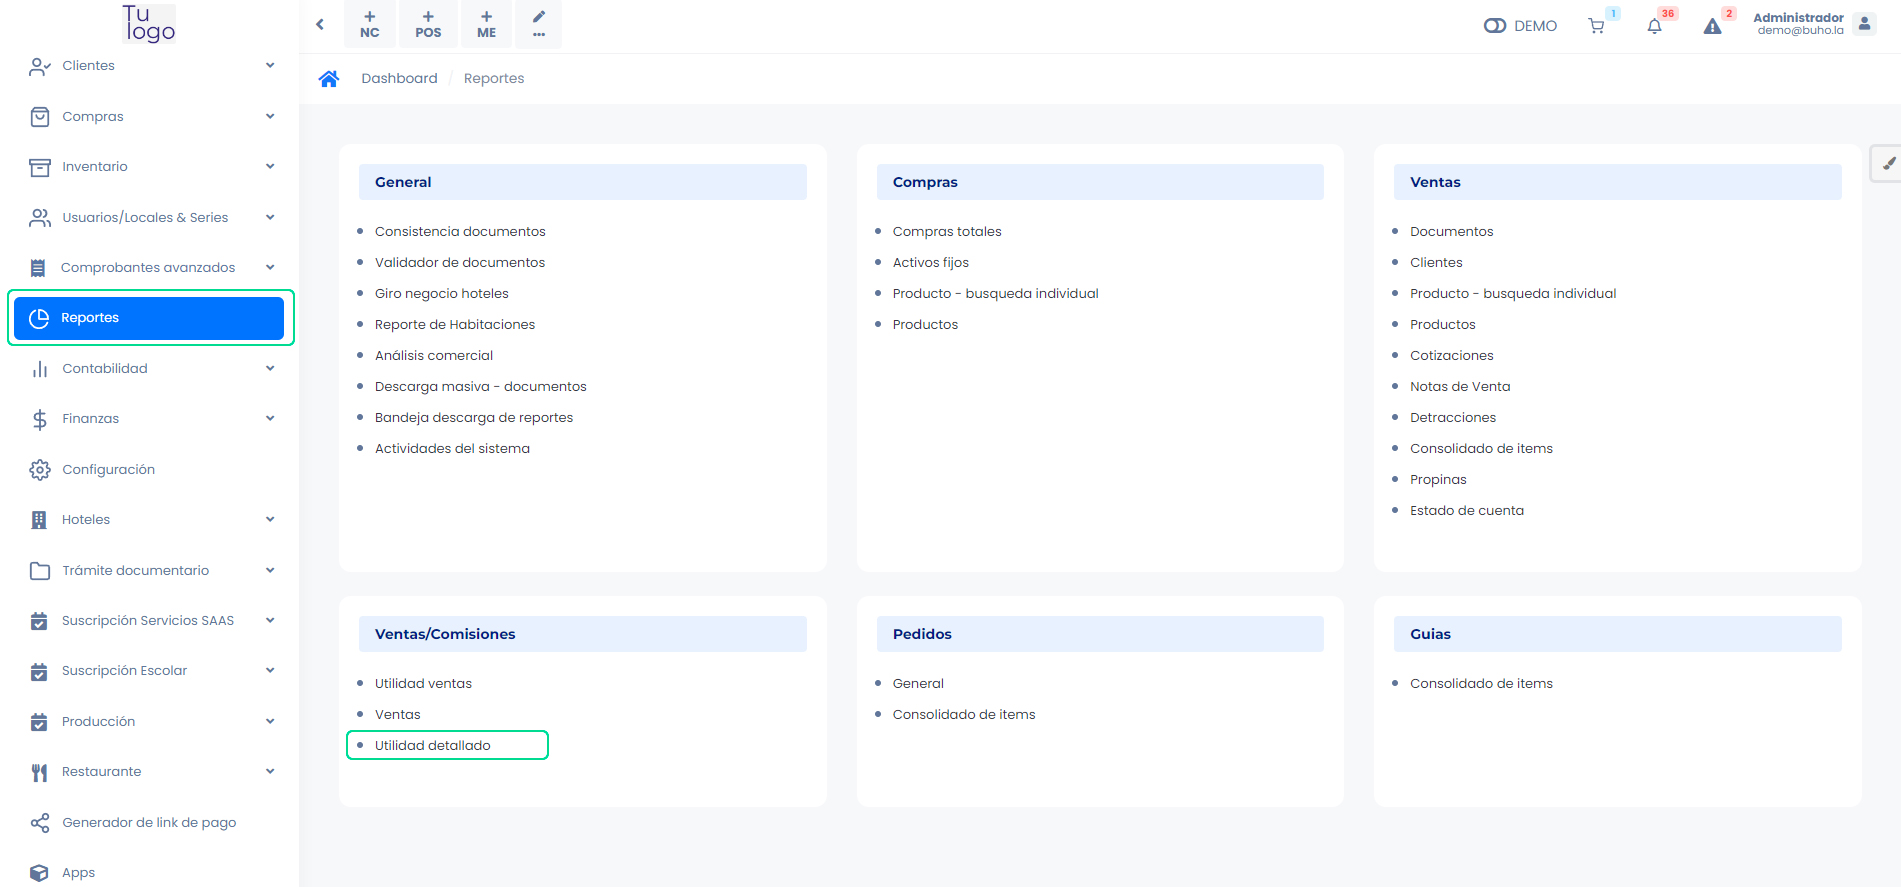 Tu
logo
Clientes
Compras
Inventario
Usuarios/Locales & Series
Comprobantes avanzados
Reportes
Contabilidad
Finanzas
Configuración
Hoteles
Trámite documentario
Suscripción Servicios SAAS
Suscripción Escolar
Producción
Restaurante
Generador de link de pago
Apps
NC
POS
ME
DEMO
1
36
2
Administrador
demo@buho.la
Dashboard / Reportes
General
Consistencia documentos
Validador de documentos
Giro negocio hoteles
Reporte de Habitaciones
Análisis comercial
Descarga masiva - documentos
Bandeja descarga de reportes
Actividades del sistema
Compras
Compras totales
Activos fijos
Producto - busqueda individual
Productos
Ventas
Documentos
Clientes
Producto - busqueda individual
Productos
Cotizaciones
Notas de Venta
Detracciones
Consolidado de items
Propinas
Estado de cuenta
Ventas/Comisiones
Utilidad ventas
Ventas
Utilidad detallado
Pedidos
General
Consolidado de items
Guias
Consolidado de items